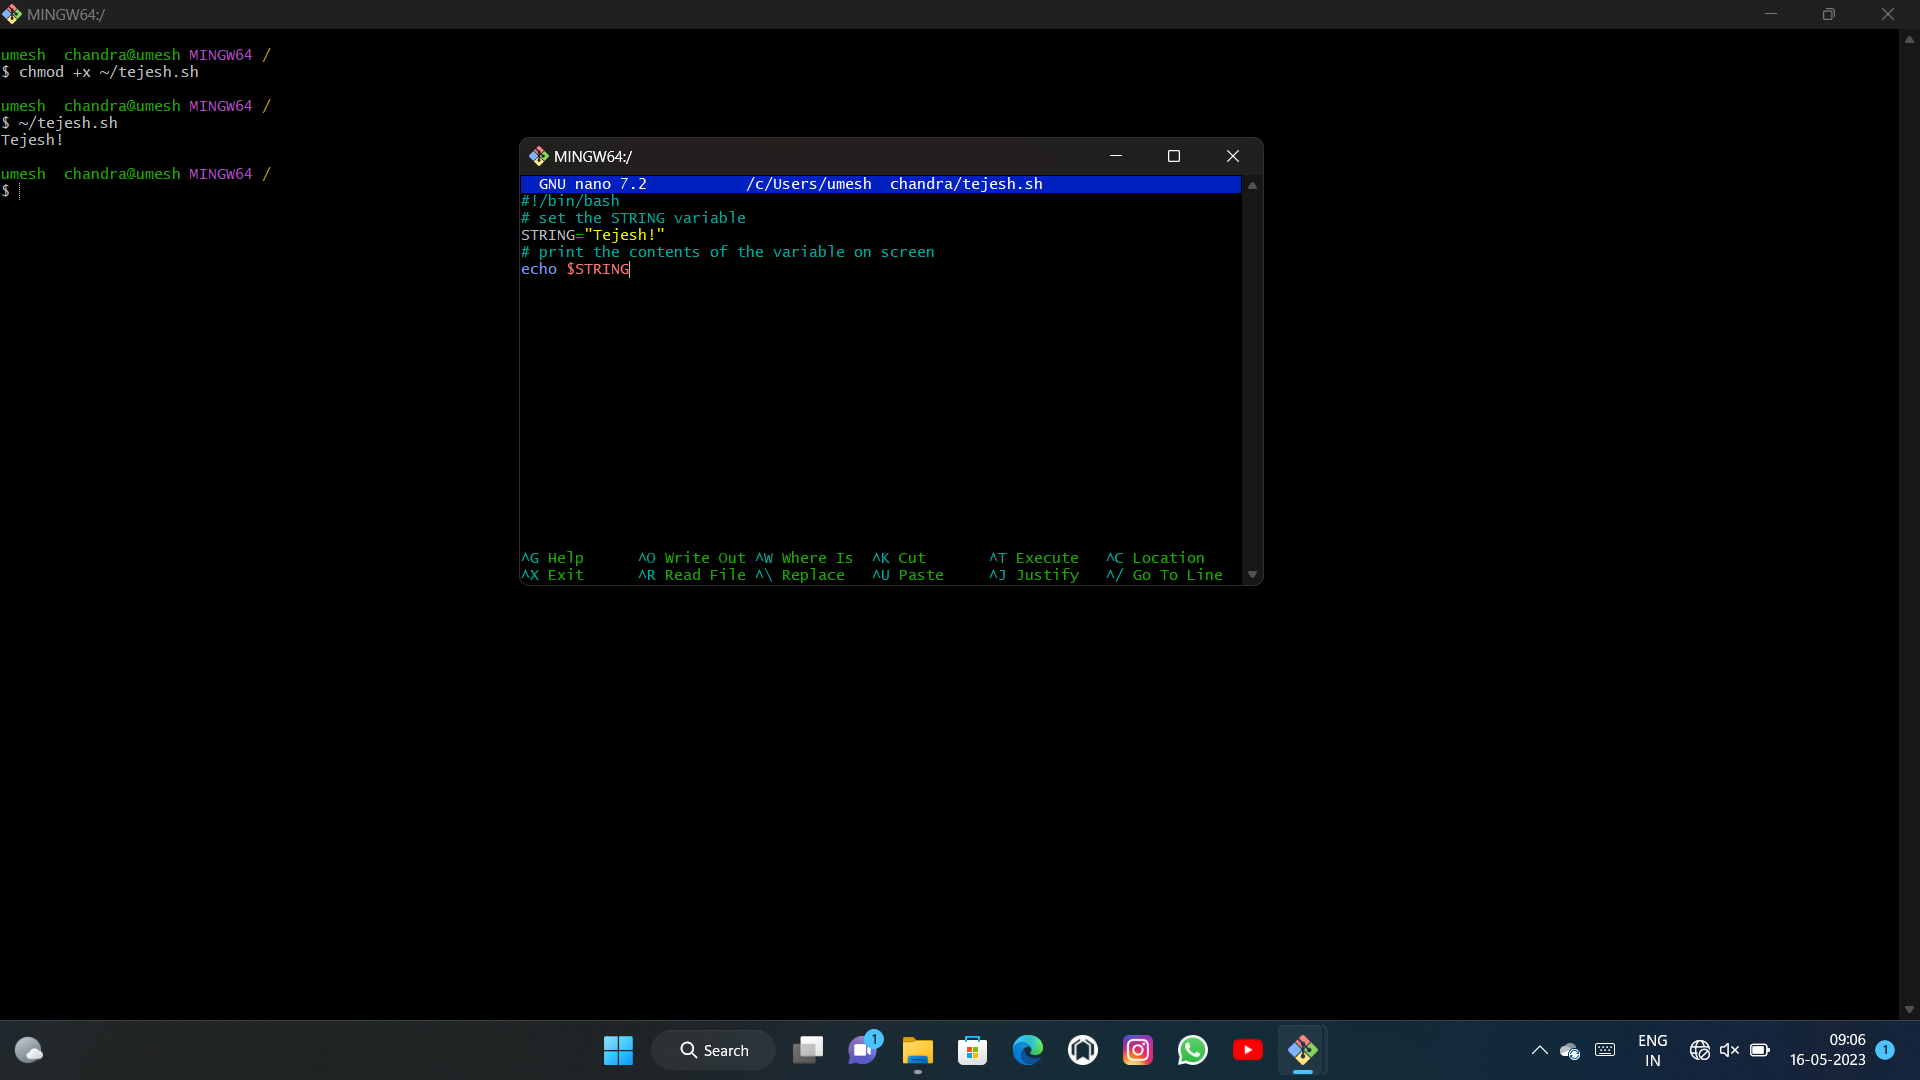 MINGW64:/
umesh  chandra@umesh MINGW64 /
$ chmod +x ~/tejesh.sh
umesh  chandra@umesh MINGW64 /
$ ~/tejesh.sh
Tejesh!
umesh  chandra@umesh MINGW64 /
$
MINGW64:/
GNU nano 7.2 /c/Users/umesh  chandra/tejesh.sh
#!/bin/bash
# set the STRING variable
STRING="Tejesh!"
# print the contents of the variable on screen
echo $STRING
^G Help ^O Write Out ^W Where Is ^K Cut ^T Execute ^C Location
^X Exit ^R Read File ^\ Replace ^U Paste ^J Justify ^/ Go To Line
Search
1
ENG
IN
09:06
16-05-2023
1